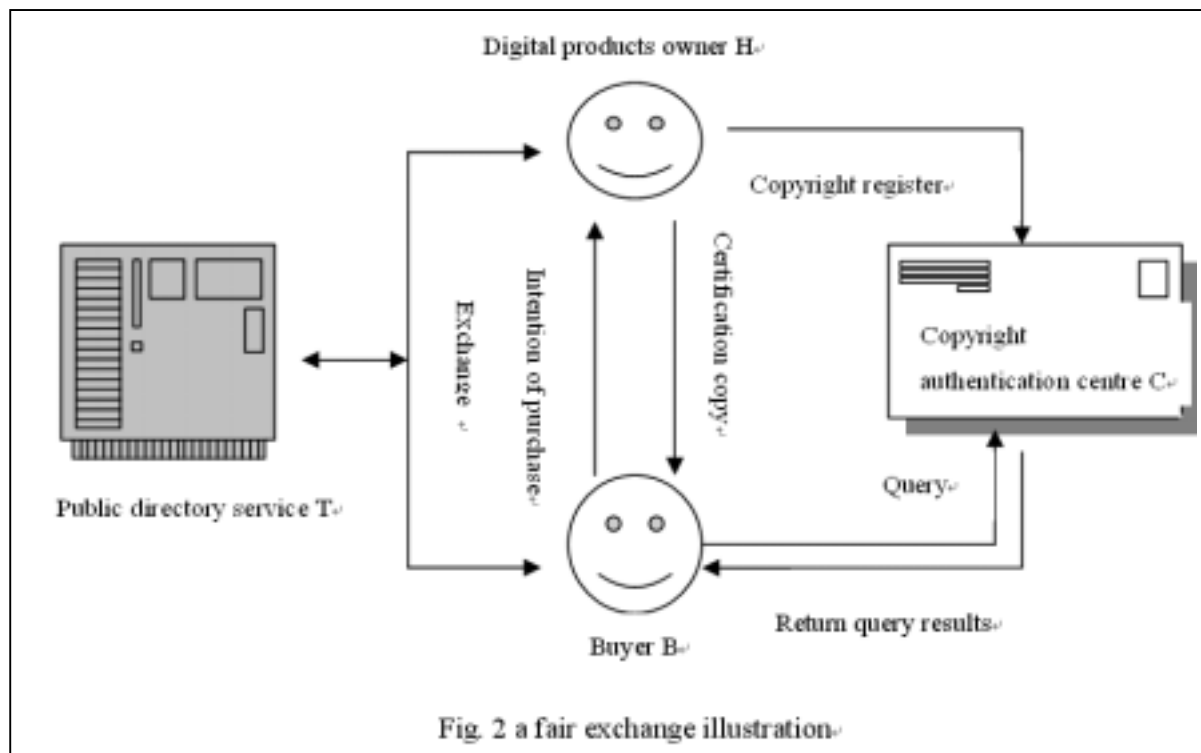 Digital products owner H
Copyright register
Certification copy
Intention of purchase
Exchange
Copyright
authentication centre C
Public directory service T
Query
Return query results
Buyer B
Fig. 2 a fair exchange illustration